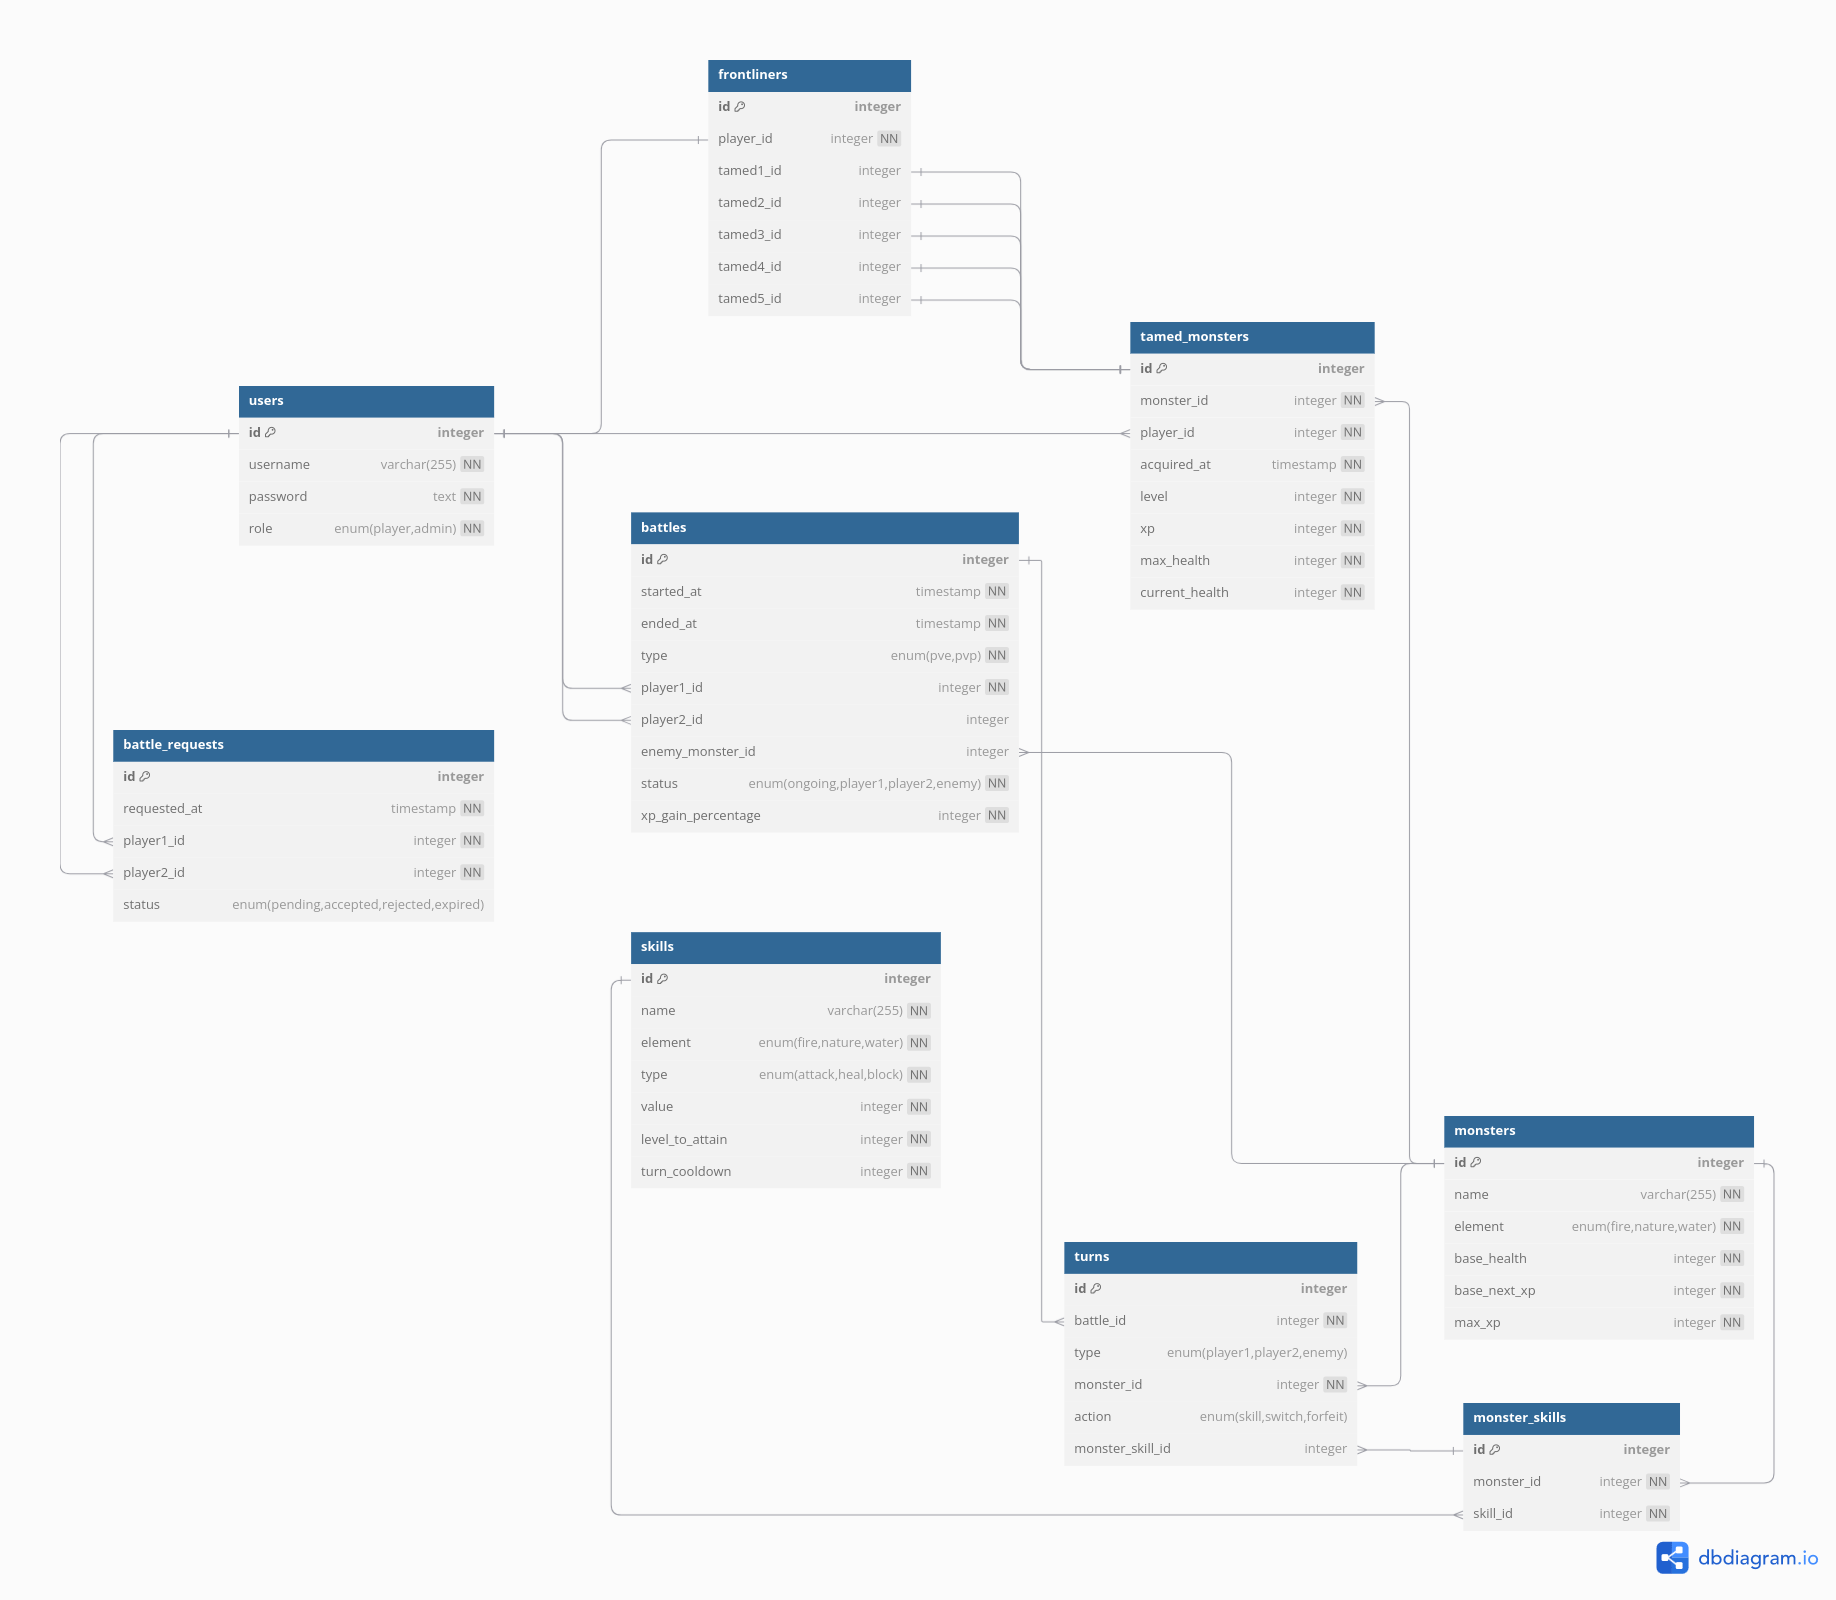 frontliners
id integer
player_id integer NN
tamed1_id integer
tamed2_id integer
tamed3_id integer
tamed4_id integer
tamed5_id integer
tamed_monsters
id integer
monster_id integer NN
player_id integer NN
acquired_at timestamp NN
level integer NN
xp integer NN
max_health integer NN
current_health integer NN
users
id integer
username varchar(255) NN
password text NN
role enum(player,admin) NN
battles
id integer
started_at timestamp NN
ended_at timestamp NN
type enum(pve,pvp) NN
player1_id integer NN
player2_id integer
enemy_monster_id integer
status enum(ongoing,player1,player2,enemy) NN
xp_gain_percentage integer NN
battle_requests
id integer
requested_at timestamp NN
player1_id integer NN
player2_id integer NN
status enum(pending,accepted,rejected,expired)
skills
id integer
name varchar(255) NN
element enum(fire,nature,water) NN
type enum(attack,heal,block) NN
value integer NN
level_to_attain integer NN
turn_cooldown integer NN
monsters
id integer
name varchar(255) NN
element enum(fire,nature,water) NN
base_health integer NN
base_next_xp integer NN
max_xp integer NN
turns
id integer
battle_id integer NN
type enum(player1,player2,enemy)
monster_id integer NN
action enum(skill,switch,forfeit)
monster_skill_id integer
monster_skills
id integer
monster_id integer NN
skill_id integer NN
dbdiagram.io